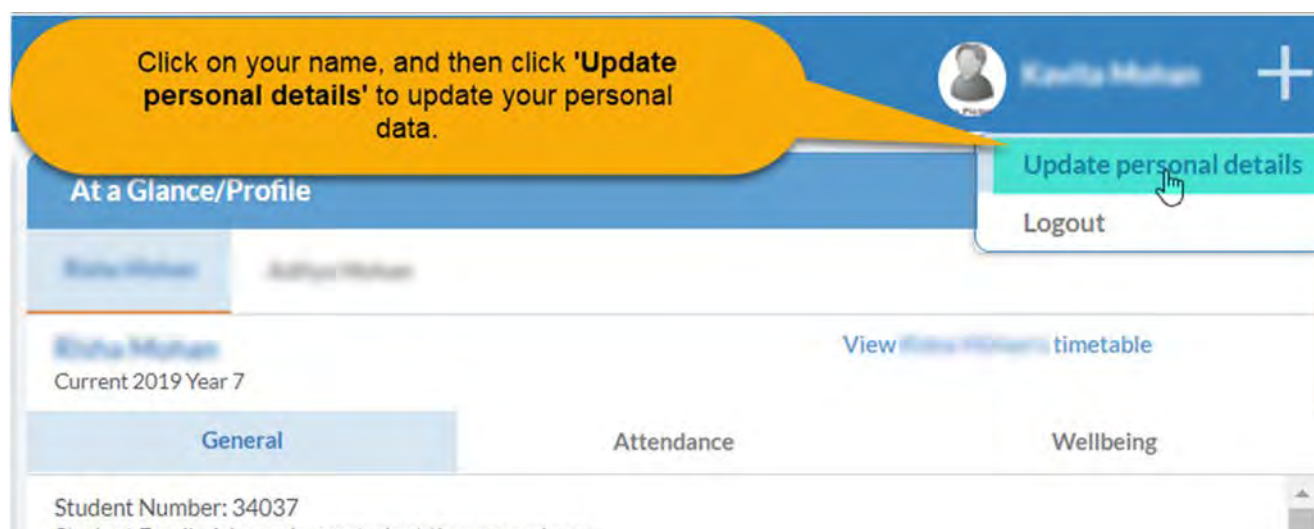 Click on your name, and then click 'Update
personal details' to update your personal
data.
Update personal details
Logout
At a Glance/Profile
View timetable
Current 2019 Year 7
General Attendance Wellbeing
Student Number: 34037